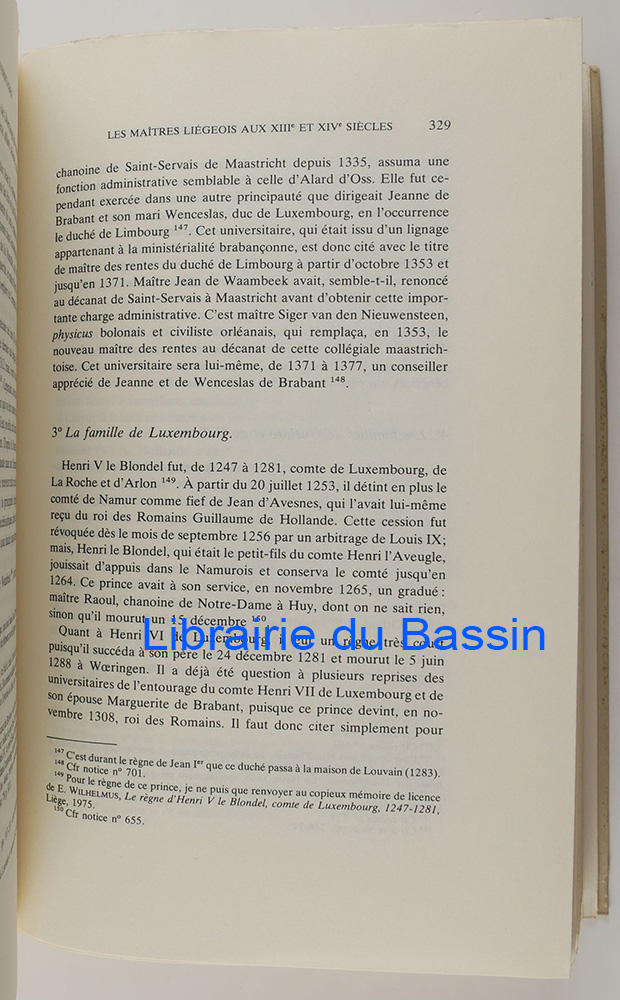 LES MAÎTRES LIÉGEOIS AUX XIIIe ET XIVe SIÈCLES 329
chanoine de Saint-Servais de Maastricht depuis 1335, assuma une
fonction administrative semblable à celle d'Alard d'Oss. Elle fut ce-
pendant exercée dans une autre principauté que dirigeait Jeanne de
Brabant et son mari Wenceslas, duc de Luxembourg, en l'occurrence
le duché de Limbourg 147. Cet universitaire, qui était issu d'un lignage
appartenant à la ministérialité brabançonne, est donc cité avec le titre
de maître des rentes du duché de Limbourg à partir d'octobre 1353 et
jusqu'en 1371. Maître Jean de Waambeek avait, semble-t-il, renoncé
au décanat de Saint-Servais à Maastricht avant d'obtenir cette impor-
tante charge administrative. C'est maître Siger van den Nieuwensteen,
physicus bolonais et civiliste orléanais, qui remplaça, en 1353, le
nouveau maître des rentes au décanat de cette collégiale maastrich-
toise. Cet universitaire sera lui-même, de 1371 à 1377, un conseiller
apprécié de Jeanne et de Wenceslas de Brabant 148.
3° La famille de Luxembourg.
Henri V le Blondel fut, de 1247 à 1281, comte de Luxembourg, de
La Roche et d'Arlon 149. À partir du 20 juillet 1253, il détint en plus le
comté de Namur comme fief de Jean d'Avesnes, qui l'avait lui-même
reçu du roi des Romains Guillaume de Hollande. Cette cession fut
révoquée dès le mois de septembre 1256 par un arbitrage de Louis IX;
mais, Henri le Blondel, qui était le petit-fils du comte Henri l'Aveugle,
jouissait d'appuis dans le Namurois et conserva le comté jusqu'en
1264. Ce prince avait à son service, en novembre 1265, un gradué :
maître Raoul, chanoine de Notre-Dame à Huy, dont on ne sait rien,
sinon qu'il mourut un 15 décembre 150.
Librairie du Bassin
Quant à Henri VI de Luxembourg, il eut un règne très court
puisqu'il succéda à son père le 24 décembre 1281 et mourut le 5 juin
1288 à Wœringen. Il a déjà été question à plusieurs reprises des
universitaires de l'entourage du comte Henri VII de Luxembourg et de
son épouse Marguerite de Brabant, puisque ce prince devint, en no-
vembre 1308, roi des Romains. Il faut donc citer simplement pour
147 C'est durant le règne de Jean Ier que ce duché passa à la maison de Louvain (1283).
148 Cfr notice n° 701.
149 Pour le règne de ce prince, je ne puis que renvoyer au copieux mémoire de licence
de E. WILHELMUS, Le règne d'Henri V le Blondel, comte de Luxembourg, 1247-1281,
Liège, 1975.
150 Cfr notice n° 655.